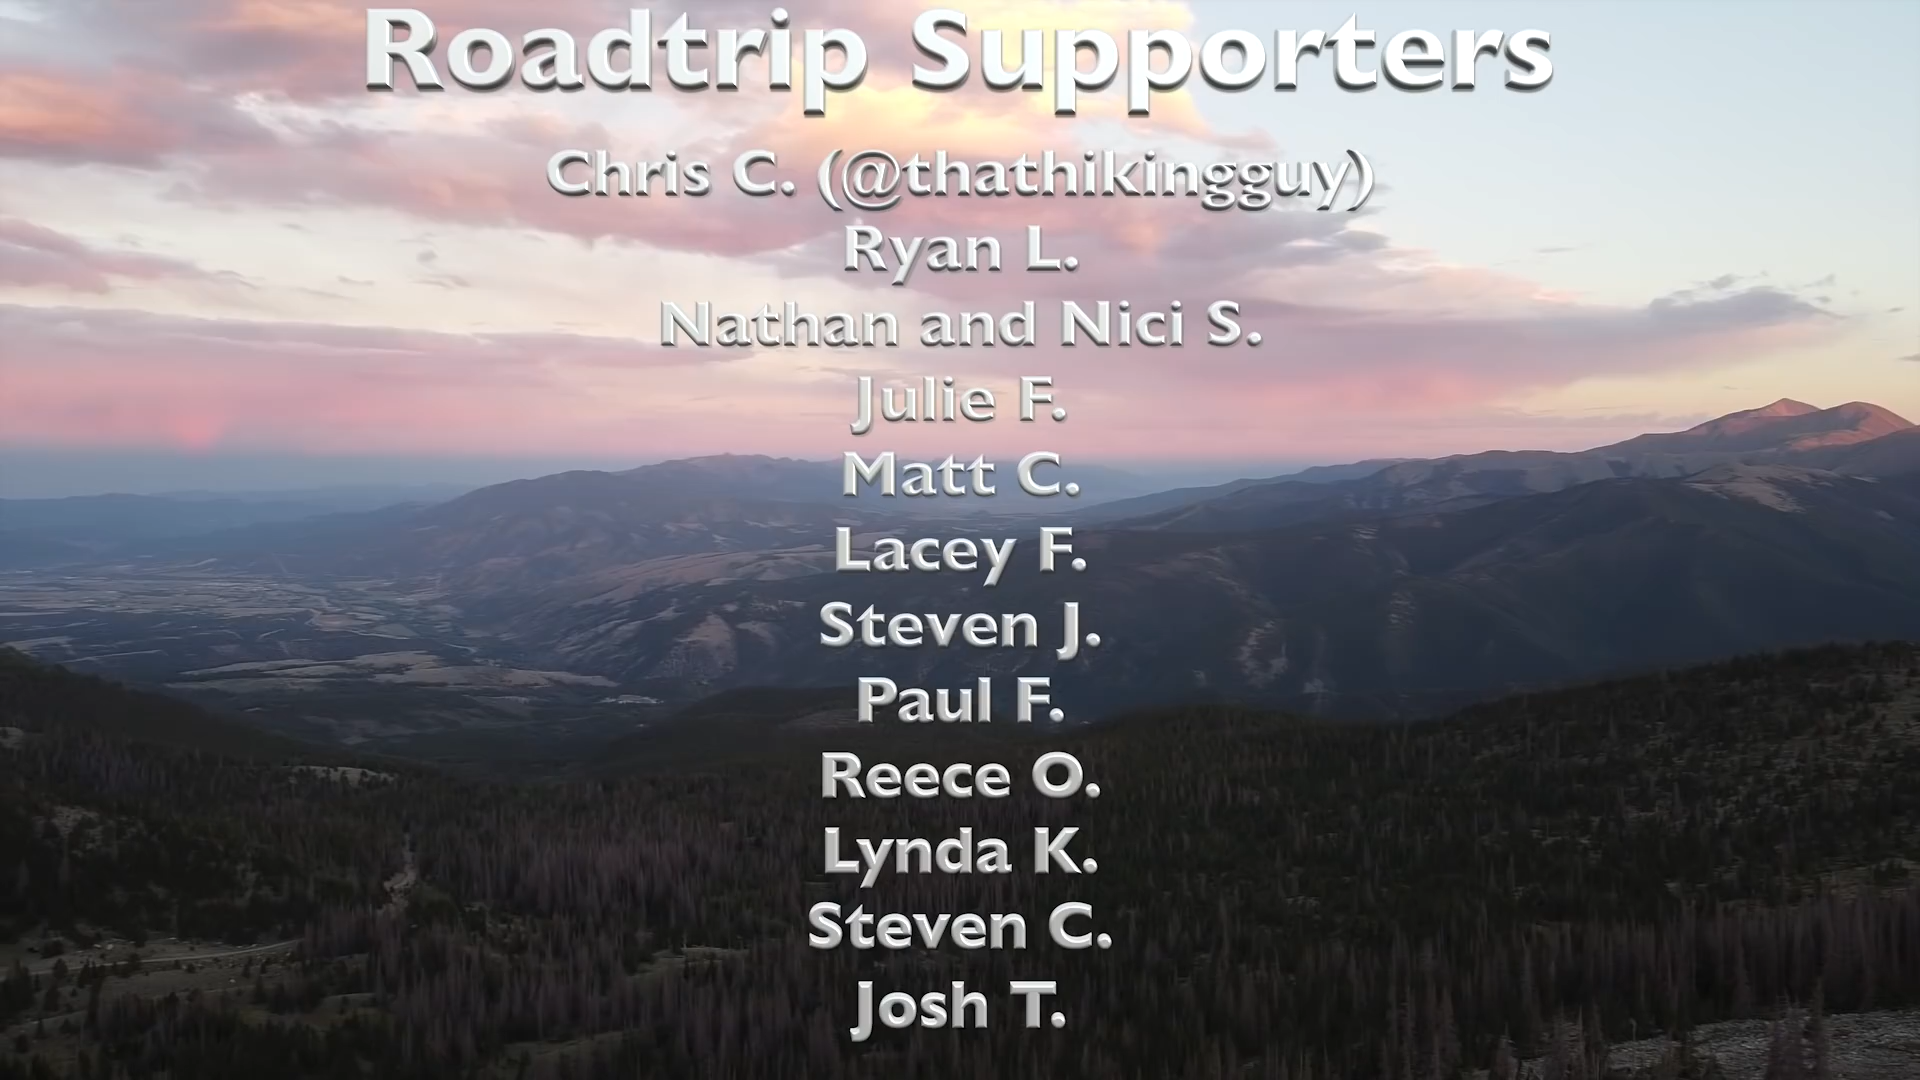 Roadtrip Supporters
Chris C. (@thathikingguy)
Ryan L.
Nathan and Nici S.
Julie F.
Matt C.
Lacey F.
Steven J.
Paul F.
Reece O.
Lynda K.
Steven C.
Josh T.